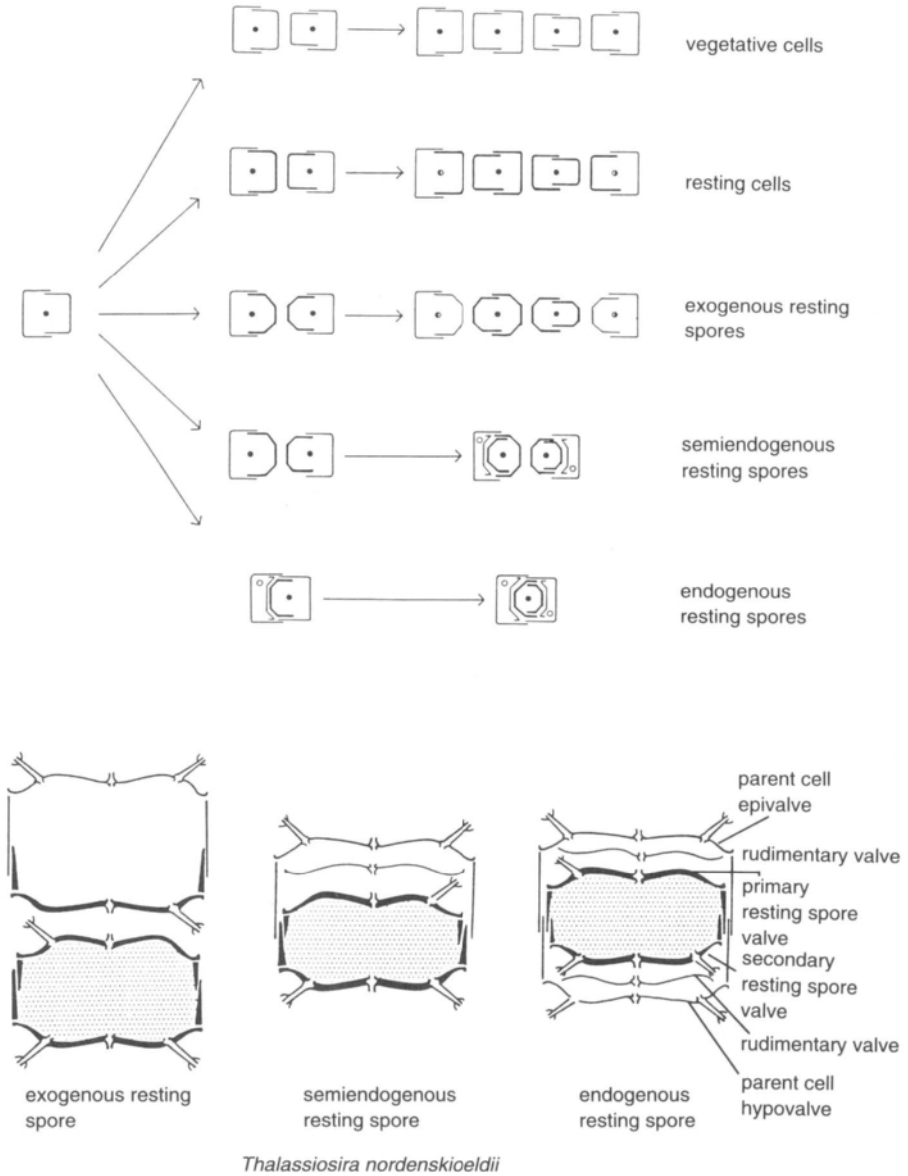 vegetative cells
resting cells
exogenous resting
spores
semiendogenous
resting spores
endogenous
resting spores
parent cell
epivalve
rudimentary valve
primary
resting spore
valve
secondary
resting spore
valve
rudimentary valve
parent cell
hypovalve
exogenous resting
spore
semiendogenous
resting spore
endogenous
resting spore
Thalassiosira nordenskioeldii